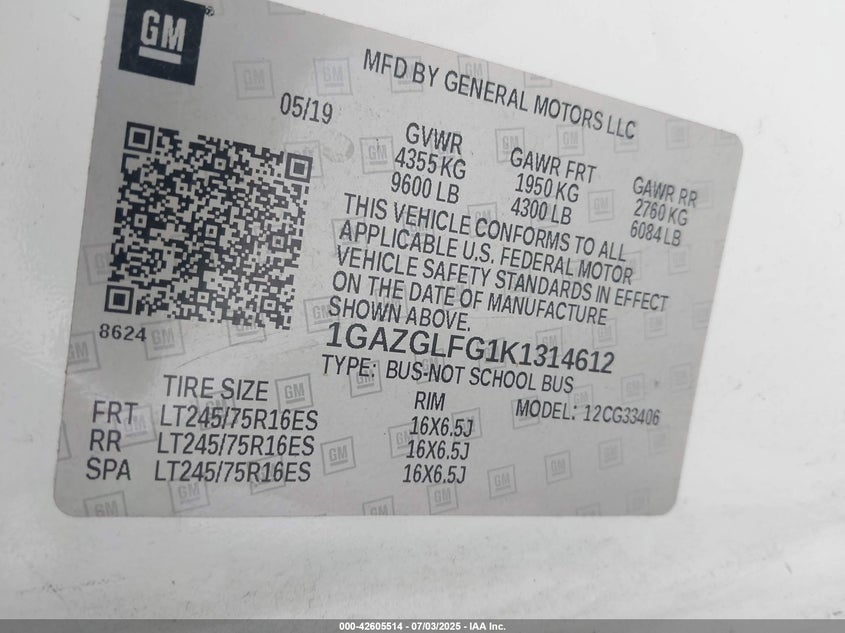 GM
MFD BY GENERAL MOTORS LLC
05/19
GVWR
4355 KG
9600 LB
GAWR FRT
1950 KG
4300 LB
GAWR RR
2760 KG
6084 LB
THIS VEHICLE CONFORMS TO ALL
APPLICABLE U.S. FEDERAL MOTOR
VEHICLE SAFETY STANDARDS IN EFFECT
ON THE DATE OF MANUFACTURE
SHOWN ABOVE.
8624
1GAZGLFG1K1314612
TYPE: BUS-NOT SCHOOL BUS
MODEL: 12CG33406
TIRE SIZE RIM
FRT LT245/75R16ES 16X6.5J
RR LT245/75R16ES 16X6.5J
SPA LT245/75R16ES 16X6.5J
000-42605514 - 07/03/2025 - IAA Inc.